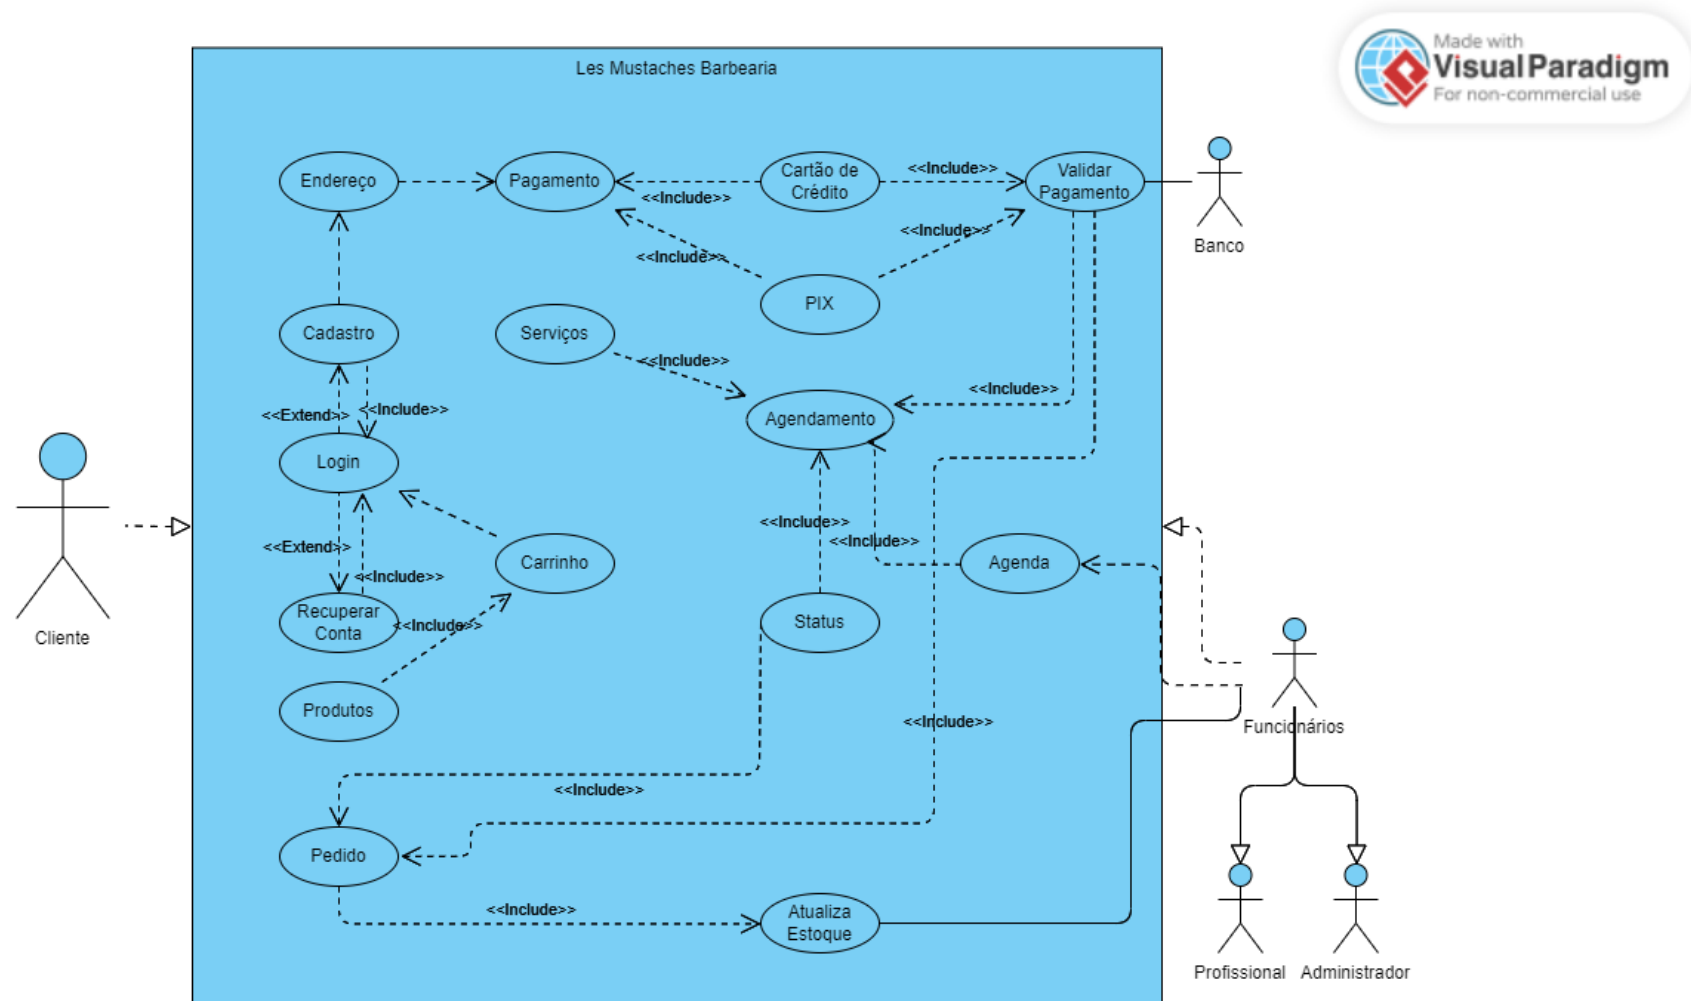 Made with
Visual Paradigm
For non-commercial use
Les Mustaches Barbearia
Endereço
Pagamento
<<Include>>
Cartão de
Crédito
<<Include>>
Validar
Pagamento
Banco
<<Include>>
<<Include>>
PIX
Cadastro
Serviços
<<Include>>
<<Include>>
<<Extend>>
<<Include>>
Agendamento
Login
Cliente
<<Extend>>
<<Include>>
<<Include>>
<<Include>>
Carrinho
Agenda
Recuperar
Conta
<<Include>>
Status
Produtos
<<Include>>
Funcionários
<<Include>>
Pedido
<<Include>>
Atualiza
Estoque
Profissional
Administrador